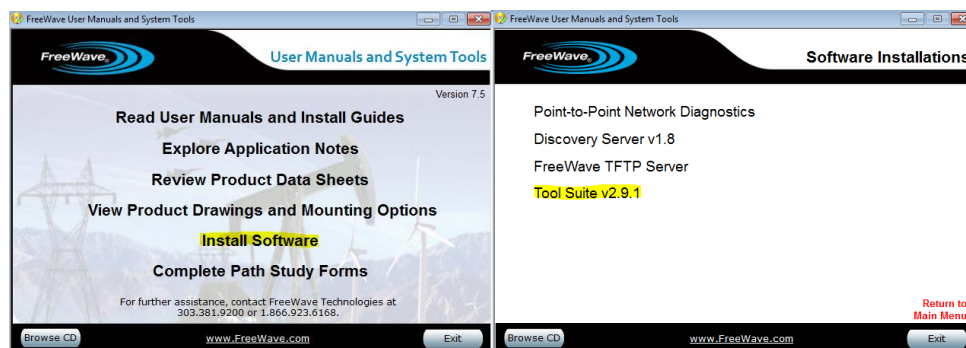 FreeWave User Manuals and System Tools
FreeWave®
User Manuals and System Tools
Version 7.5
Read User Manuals and Install Guides
Explore Application Notes
Review Product Data Sheets
View Product Drawings and Mounting Options
Install Software
Complete Path Study Forms
For further assistance, contact FreeWave Technologies at
303.381.9200 or 1.866.923.6168.
Browse CD
www.FreeWave.com
Exit
FreeWave User Manuals and System Tools
FreeWave®
Software Installations
Point-to-Point Network Diagnostics
Discovery Server v1.8
FreeWave TFTP Server
Tool Suite v2.9.1
Return to
Main Menu
Browse CD
www.FreeWave.com
Exit